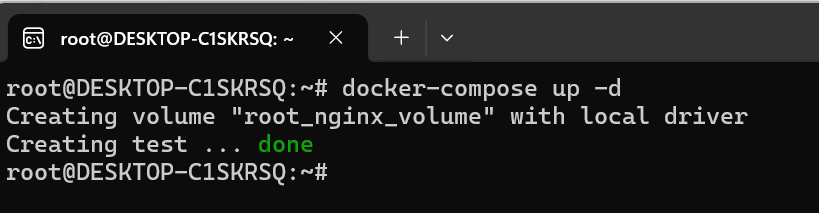 root@DESKTOP-C1SKRSQ: ~
root@DESKTOP-C1SKRSQ:~# docker-compose up -d
Creating volume "root_nginx_volume" with local driver
Creating test ... done
root@DESKTOP-C1SKRSQ:~#